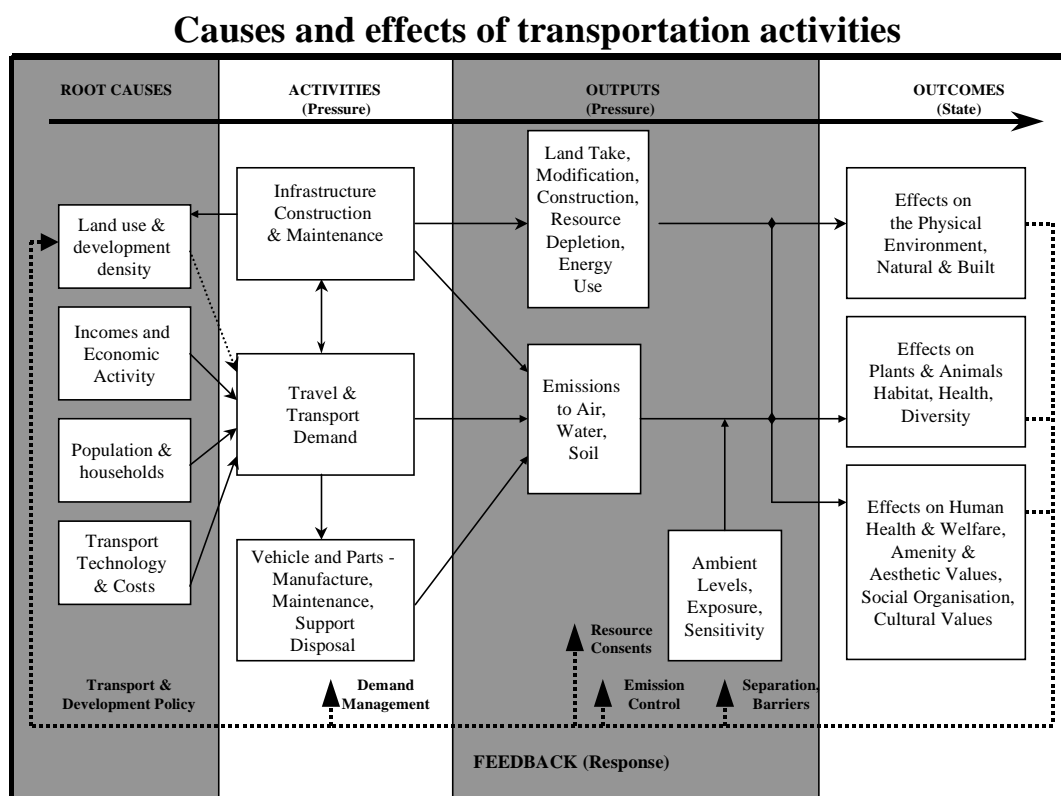 Causes and effects of transportation activities
ROOT CAUSES
ACTIVITIES
(Pressure)
OUTPUTS
(Pressure)
OUTCOMES
(State)
Land use &
development
density
Incomes and
Economic
Activity
Population &
households
Transport
Technology
& Costs
Transport &
Development Policy
Infrastructure
Construction
& Maintenance
Travel &
Transport
Demand
Vehicle and Parts -
Manufacture,
Maintenance,
Support
Disposal
Demand
Management
Land Take,
Modification,
Construction,
Resource
Depletion,
Energy
Use
Emissions
to Air,
Water,
Soil
Ambient
Levels,
Exposure,
Sensitivity
Resource
Consents
Emission
Control
Separation,
Barriers
Effects on
the Physical
Environment,
Natural & Built
Effects on
Plants & Animals
Habitat, Health,
Diversity
Effects on Human
Health & Welfare,
Amenity &
Aesthetic Values,
Social Organisation,
Cultural Values
FEEDBACK (Response)